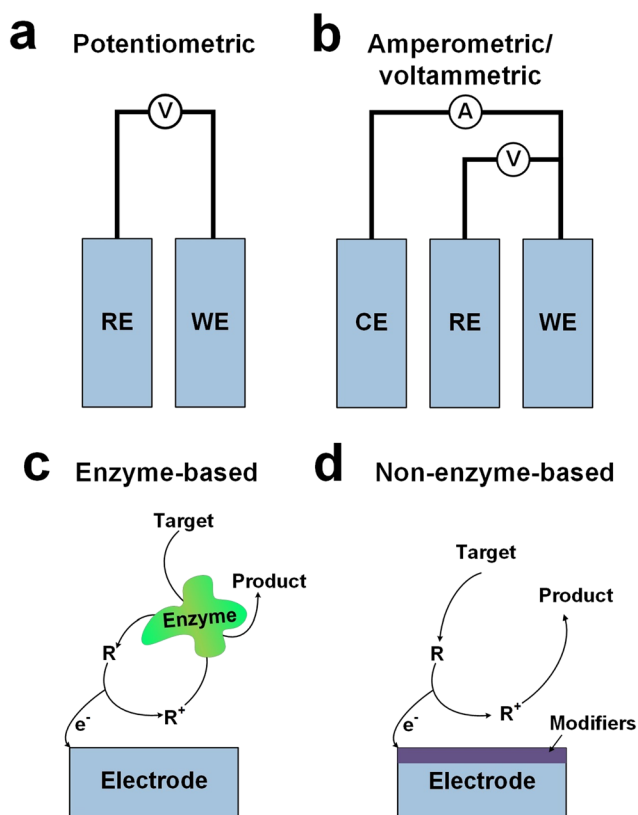 a
Potentiometric
b
Amperometric/
voltammetric
V
A
V
RE
WE
CE
RE
WE
c
Enzyme-based
Target
Product
Enzyme
R
R⁺
e⁻
Electrode
d
Non-enzyme-based
Target
Product
R
R⁺
e⁻
Modifiers
Electrode